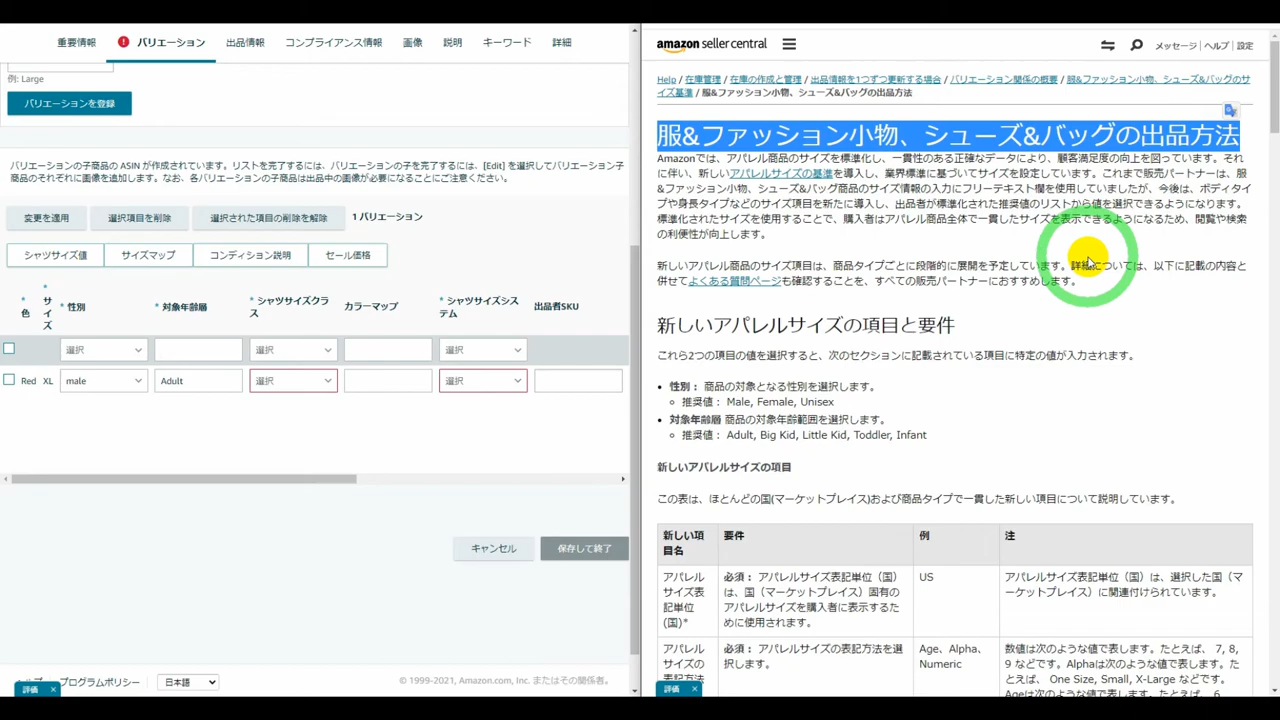 重要情報
バリエーション
出品情報
コンプライアンス情報
画像
説明
キーワード
詳細
例: Large
バリエーションを登録
バリエーションの子商品の ASIN が作成されています。リストを完了するには、バリエーションの子を完了するには、[Edit] を選択してバリエーション子
商品のそれぞれに画像を追加します。なお、各バリエーションの子商品は出品中の画像が必要になることにご注意ください。
変更を適用
選択項目を削除
選択された項目の削除を解除
1 バリエーション
シャツサイズ値
サイズマップ
コンディション説明
セール価格
* 色
* サイズ
* 性別
* 対象年齢層
* シャツサイズクラス
カラーマップ
* シャツサイズシステム
出品者SKU
選択
選択
選択
Red
XL
male
Adult
選択
選択
キャンセル
保存して終了
プログラムポリシー
日本語
© 1999-2021, Amazon.com, Inc. またはその関係者。
評価 ×
amazon seller central
メッセージ | ヘルプ | 設定
Help / 在庫管理 / 在庫の作成と管理 / 出品情報を1つずつ更新する場合 / バリエーション関係の概要 / 服&ファッション小物、シューズ&バッグのサ
イズ基準 / 服&ファッション小物、シューズ&バッグの出品方法
服&ファッション小物、シューズ&バッグの出品方法
Amazonでは、アパレル商品のサイズを標準化し、一貫性のある正確なデータにより、顧客満足度の向上を図っています。それ
に伴い、新しいアパレルサイズの基準を導入し、業界標準に基づいてサイズを設定しています。これまで販売パートナーは、服
&ファッション小物、シューズ&バッグ商品のサイズ情報の入力にフリーテキスト欄を使用していましたが、今後は、ボディタイ
プや身長タイプなどのサイズ項目を新たに導入し、出品者が標準化された推奨値のリストから値を選択できるようになります。
標準化されたサイズを使用することで、購入者はアパレル商品全体で一貫したサイズを表示できるようになるため、閲覧や検索
の利便性が向上します。
新しいアパレル商品のサイズ項目は、商品タイプごとに段階的に展開を予定しています。詳細については、以下に記載の内容と
併せてよくある質問ページも確認することを、すべての販売パートナーにおすすめします。
新しいアパレルサイズの項目と要件
これら2つの項目の値を選択すると、次のセクションに記載されている項目に特定の値が入力されます。
• 性別： 商品の対象となる性別を選択します。
○ 推奨値： Male, Female, Unisex
• 対象年齢層 商品の対象年齢範囲を選択します。
○ 推奨値： Adult, Big Kid, Little Kid, Toddler, Infant
新しいアパレルサイズの項目
この表は、ほとんどの国(マーケットプレイス)および商品タイプで一貫した新しい項目について説明しています。
新しい項目名
要件
例
注
アパレルサイズ表記単位(国)*
必須： アパレルサイズ表記単位（国）は、国（マーケットプレイス）固有のアパレルサイズを購入者に表示するために使用されます。
US
アパレルサイズ表記単位（国）は、選択した国（マーケットプレイス）に関連付けられています。
アパレルサイズの表記方法
必須： アパレルサイズの表記方法を選択します。
Age、Alpha、Numeric
数値は次のような値で表します。たとえば、 7, 8, 9 などです。Alphaは次のような値で表します。たとえば、 One Size, Small, X-Large などです。
Ageは次のような値で表します。たとえば、 6
評価 ×